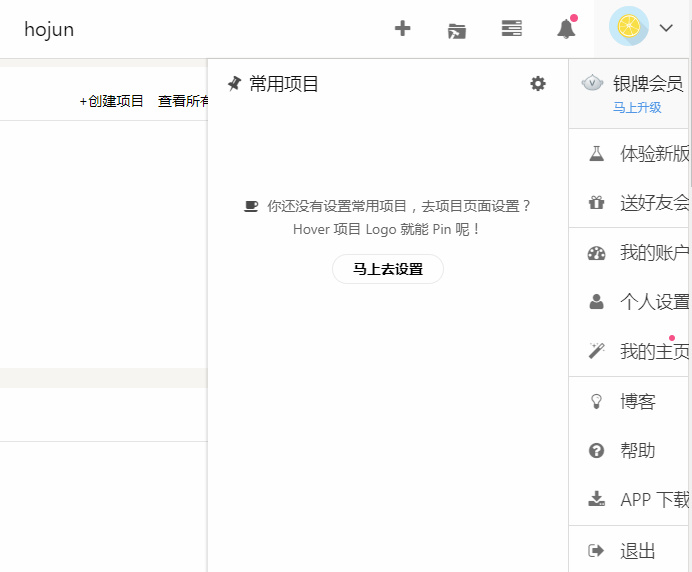 hojun
+创建项目 查看所有
常用项目
你还没有设置常用项目，去项目页面设置？
Hover 项目 Logo 就能 Pin 呢！
马上去设置
银牌会员
马上升级
体验新版
送好友会
我的账户
个人设置
我的主页
博客
帮助
APP 下载
退出